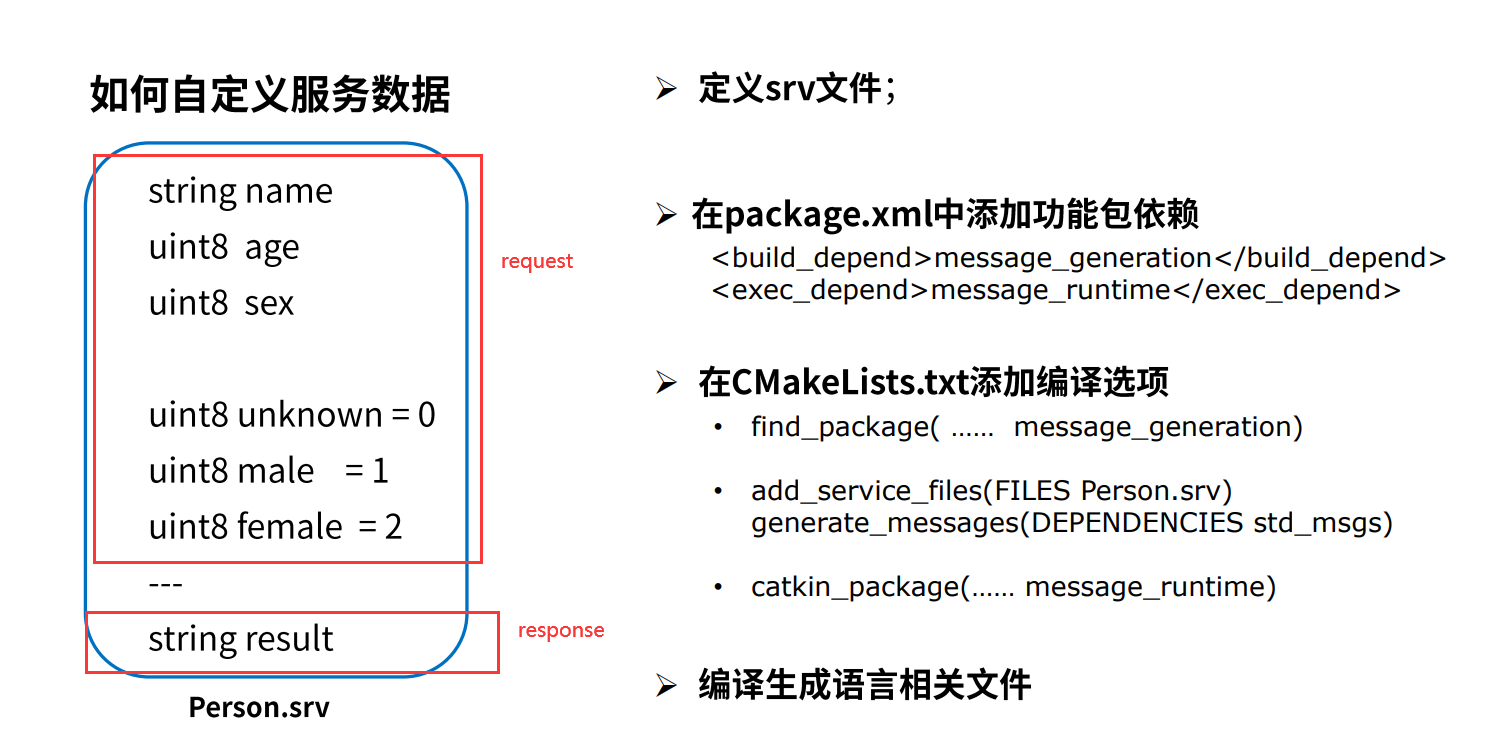 如何自定义服务数据
string name
uint8 age
uint8 sex
uint8 unknown = 0
uint8 male = 1
uint8 female = 2
---
string result
request
response
Person.srv
➢ 定义srv文件；
➢ 在package.xml中添加功能包依赖
<build_depend>message_generation</build_depend>
<exec_depend>message_runtime</exec_depend>
➢ 在CMakeLists.txt添加编译选项
• find_package( …… message_generation)
• add_service_files(FILES Person.srv)
generate_messages(DEPENDENCIES std_msgs)
• catkin_package(…… message_runtime)
➢ 编译生成语言相关文件